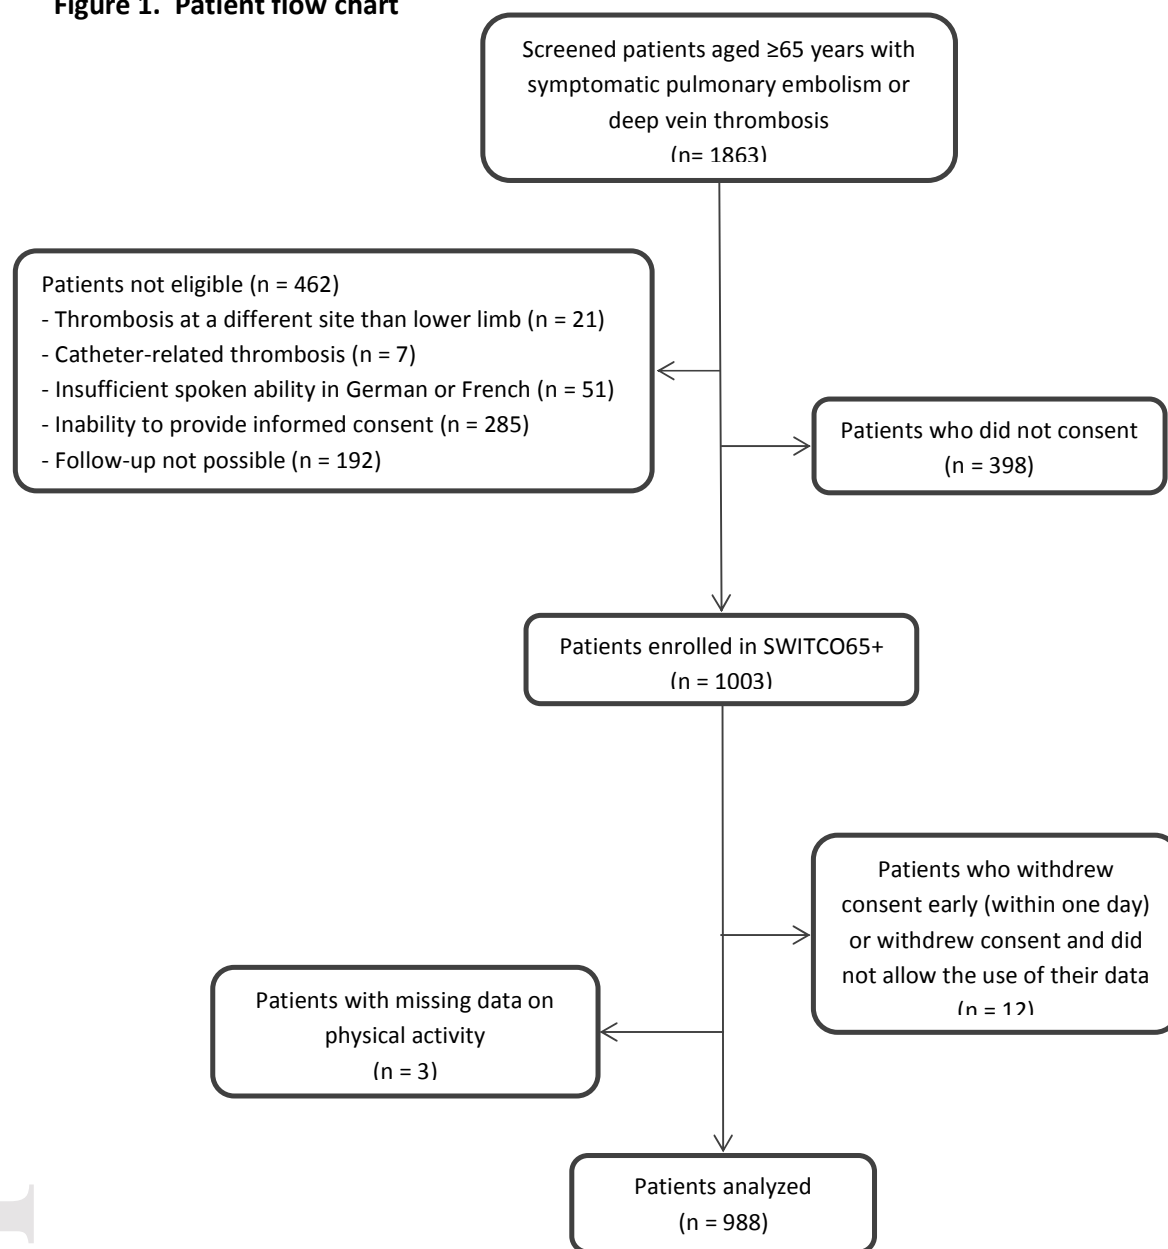 Figure 1. Patient flow chart
Screened patients aged ≥65 years with
symptomatic pulmonary embolism or
deep vein thrombosis
(n= 1863)
Patients not eligible (n = 462)
- Thrombosis at a different site than lower limb (n = 21)
- Catheter-related thrombosis (n = 7)
- Insufficient spoken ability in German or French (n = 51)
- Inability to provide informed consent (n = 285)
- Follow-up not possible (n = 192)
Patients who did not consent
(n = 398)
Patients enrolled in SWITCO65+
(n = 1003)
Patients who withdrew
consent early (within one day)
or withdrew consent and did
not allow the use of their data
(n = 12)
Patients with missing data on
physical activity
(n = 3)
Patients analyzed
(n = 988)